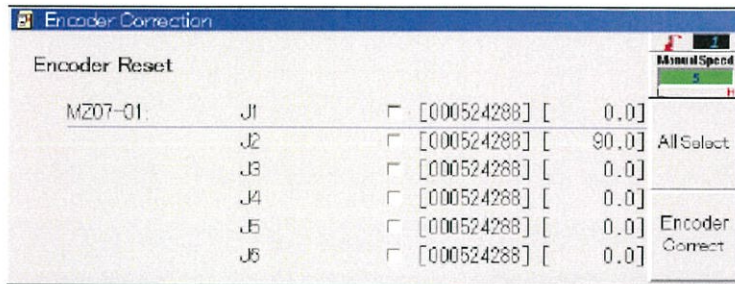 Encoder Correction
1
Manual Speed
5
H
Encoder Reset
MZ07-01: J1 [000524288] [ 0.0]
J2 [000524288] [ 90.0]
J3 [000524288] [ 0.0]
J4 [000524288] [ 0.0]
J5 [000524288] [ 0.0]
J6 [000524288] [ 0.0]
All Select
Encoder
Correct